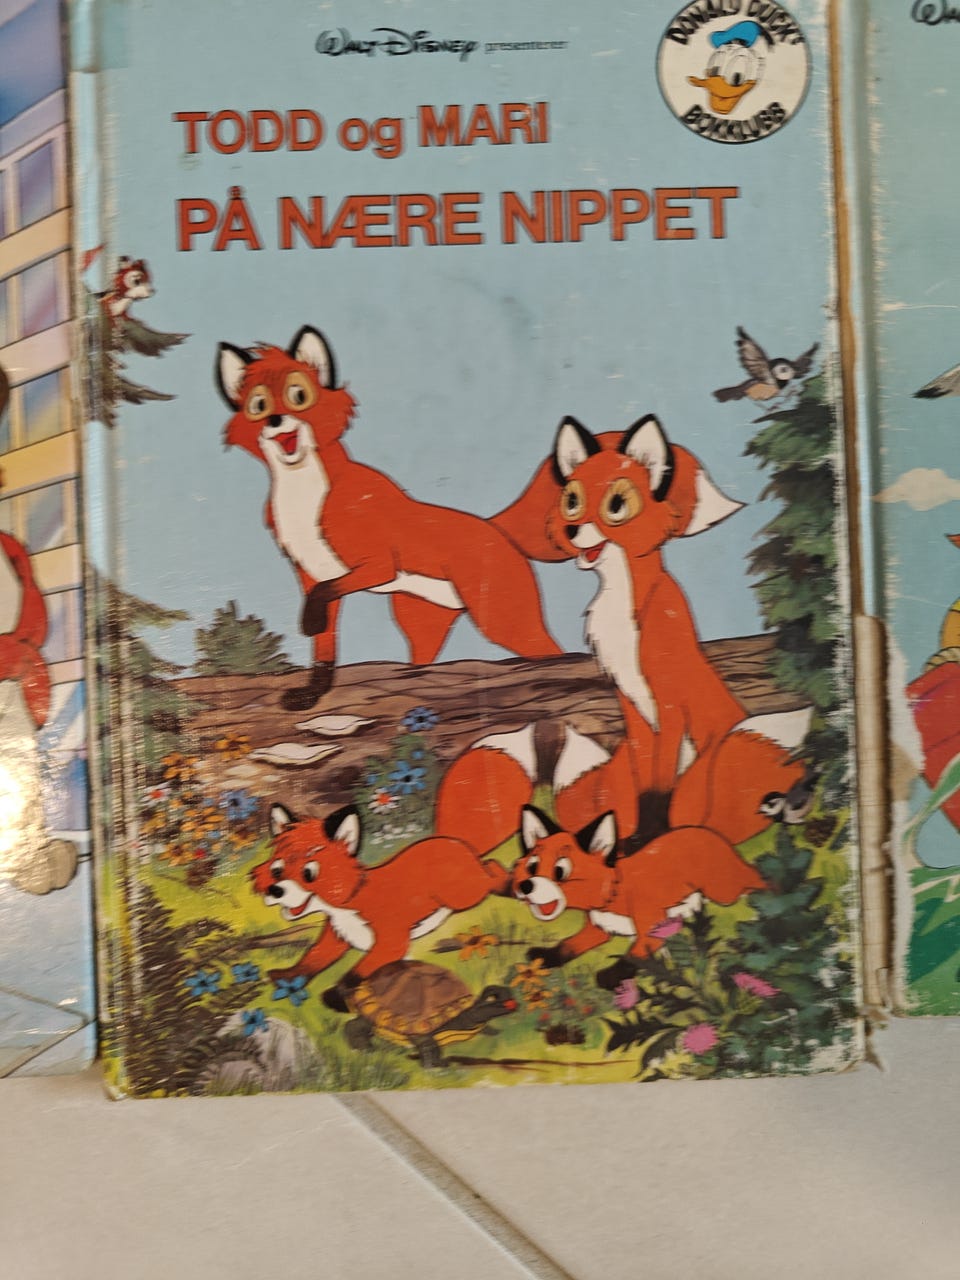 Walt Disney presenterer
DONALD DUCK'S
BOKKLUBB
TODD og MARI
PÅ NÆRE NIPPET